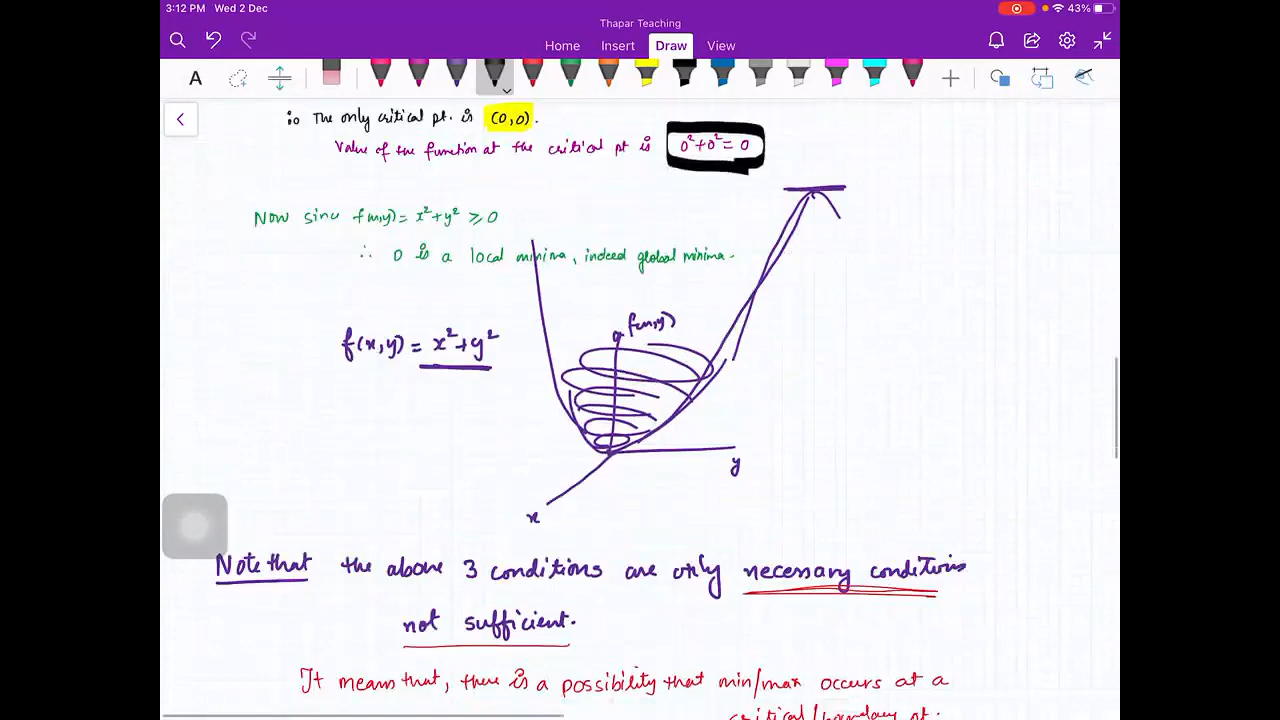 3:12 PM Wed 2 Dec
43%
Thapar Teaching
Home Insert Draw View
A
The only critical pt. is (0,0).
Value of the function at the critical pt is 0²+0²= 0
Now since f(x,y)= x²+y² ⩾ 0
∴ 0 is a local minima, indeed global minima.
f(x,y)
f(x,y) = x²+y²
y
x
Note that the above 3 conditions are only necessary conditions
not sufficient.
It means that, there is a possibility that min/max occurs at a
critical/boundary pt.